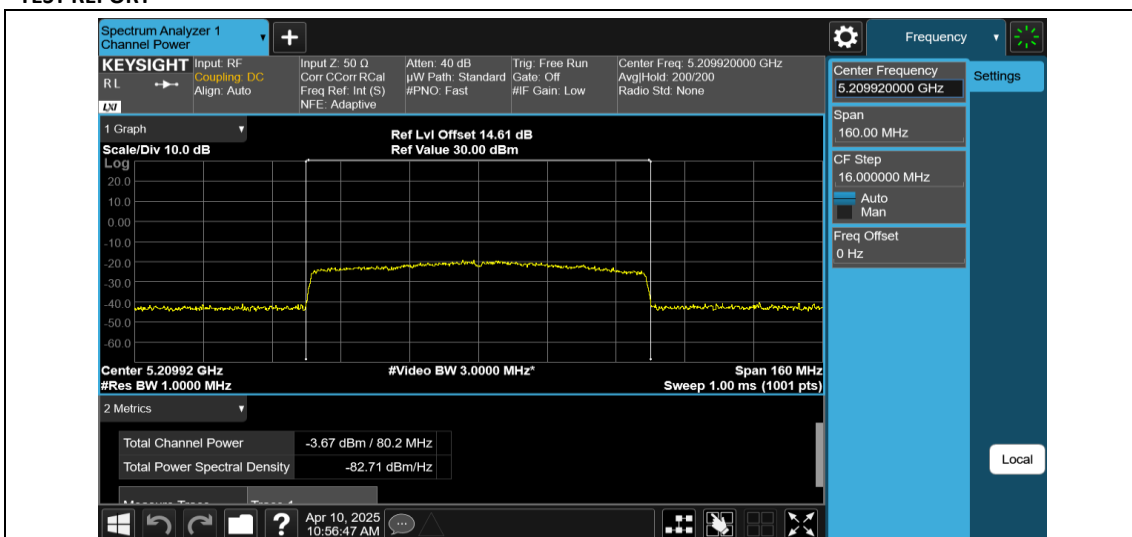 TEST REPORT
Spectrum Analyzer 1
Channel Power
Frequency
KEYSIGHT
R L
LXI
Input: RF
Coupling: DC
Align: Auto
Input Z: 50 Ω
Corr CCorr RCal
Freq Ref: Int (S)
NFE: Adaptive
Atten: 40 dB
µW Path: Standard
#PNO: Fast
Trig: Free Run
Gate: Off
#IF Gain: Low
Center Freq: 5.209920000 GHz
Avg|Hold: 200/200
Radio Std: None
Center Frequency
5.209920000 GHz
Settings
Span
160.00 MHz
CF Step
16.000000 MHz
Auto
Man
Freq Offset
0 Hz
Local
1 Graph
Scale/Div 10.0 dB
Ref Lvl Offset 14.61 dB
Ref Value 30.00 dBm
Log
20.0
10.0
0.00
-10.0
-20.0
-30.0
-40.0
-50.0
-60.0
Center 5.20992 GHz
#Res BW 1.0000 MHz
#Video BW 3.0000 MHz*
Span 160 MHz
Sweep 1.00 ms (1001 pts)
2 Metrics
Total Channel Power -3.67 dBm / 80.2 MHz
Total Power Spectral Density -82.71 dBm/Hz
?
Apr 10, 2025
10:56:47 AM